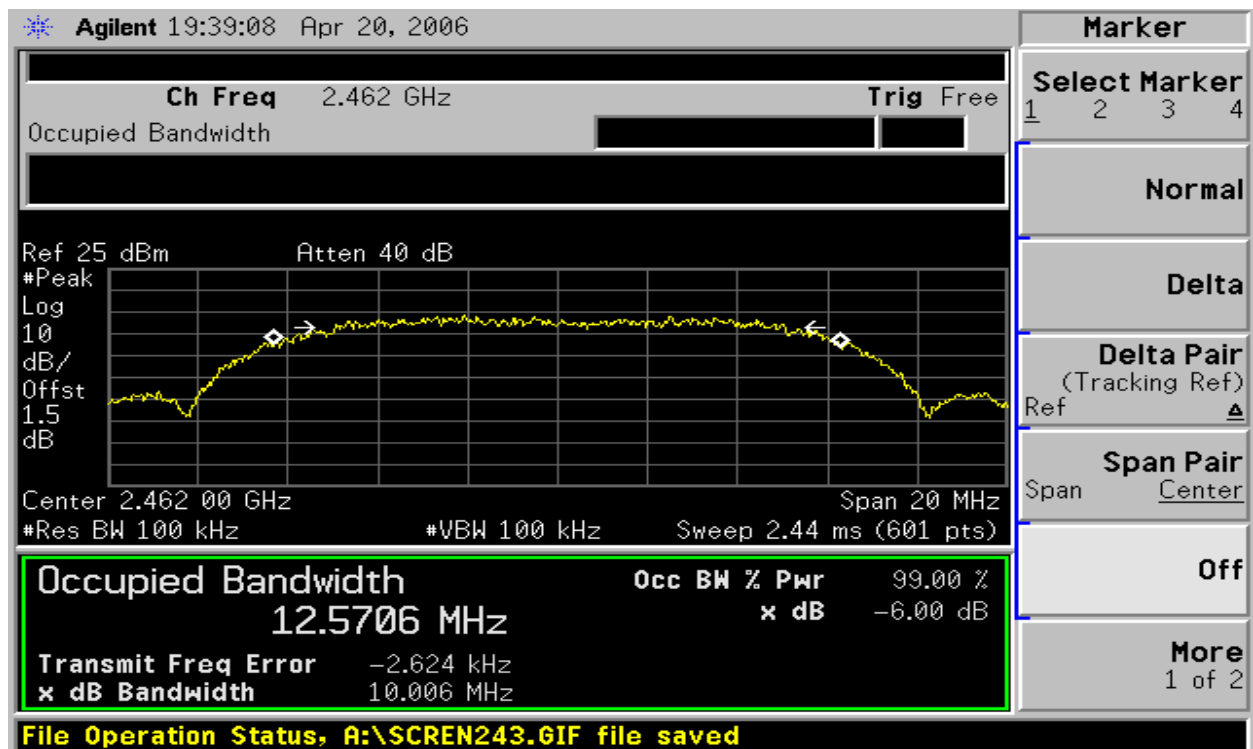 Agilent 19:39:08 Apr 20, 2006
Ch Freq 2.462 GHz Trig Free
Occupied Bandwidth
Ref 25 dBm Atten 40 dB
#Peak
Log
10
dB/
Offst
1.5
dB
Center 2.462 00 GHz Span 20 MHz
#Res BW 100 kHz #VBW 100 kHz Sweep 2.44 ms (601 pts)
Occupied Bandwidth
12.5706 MHz
Occ BW % Pwr 99.00 %
x dB -6.00 dB
Transmit Freq Error -2.624 kHz
x dB Bandwidth 10.006 MHz
File Operation Status, A:\SCREN243.GIF file saved
Marker
Select Marker
1 2 3 4
Normal
Delta
Delta Pair
(Tracking Ref)
Ref Δ
Span Pair
Span Center
Off
More
1 of 2